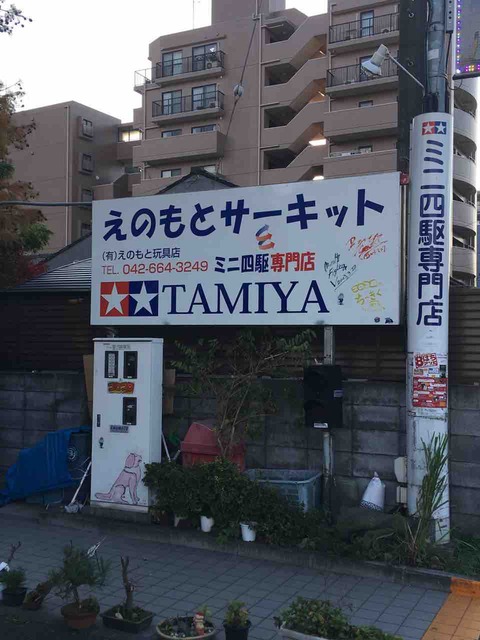 えのもとサーキット
(有)えのもと玩具店
TEL. 042-664-3249
ミニ四駆専門店
TAMIYA
ミニ四駆専門店